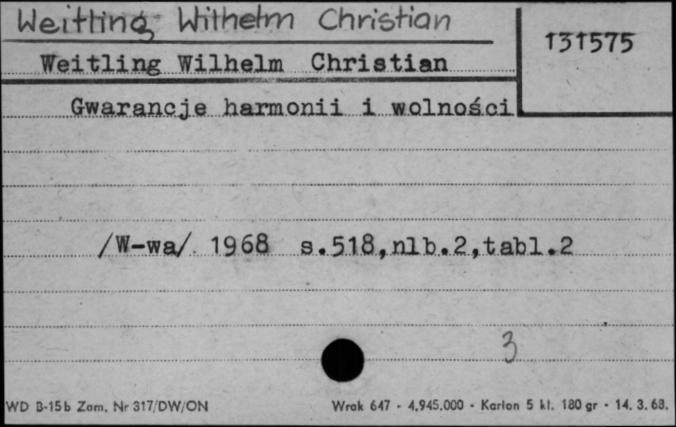 Weitling Wilhelm Christian
131575
Weitling Wilhelm Christian
Gwarancje harmonii i wolności
/W-wa/ 1968 s.518,nlb.2,tabl.2
3
WD B-15b Zam. Nr 317/DW/ON
Wrak 647 - 4.945.000 - Karton 5 kl. 180 gr - 14. 3. 68.